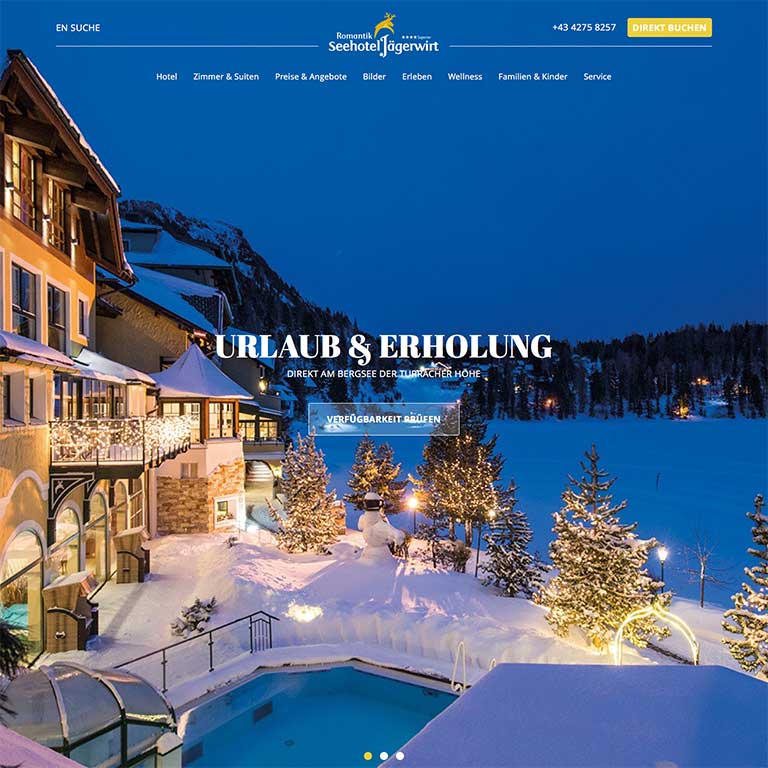 EN SUCHE
Romantik
Seehotel Jägerwirt
+43 4275 8257
DIREKT BUCHEN
Hotel Zimmer & Suiten Preise & Angebote Bilder Erleben Wellness Familien & Kinder Service
URLAUB & ERHOLUNG
DIREKT AM BERGSEE DER TURRACHER HÖHE
VERFÜGBARKEIT PRÜFEN